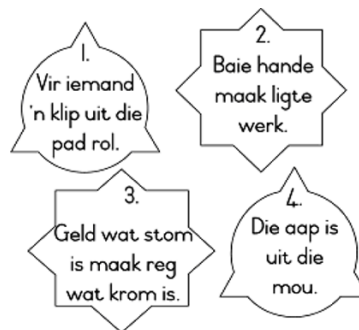 1.
Vir iemand
'n klip uit die
pad rol.
2.
Baie hande
maak ligte
werk.
3.
Geld wat stom
is maak reg
wat krom is.
4.
Die aap is
uit die
mou.